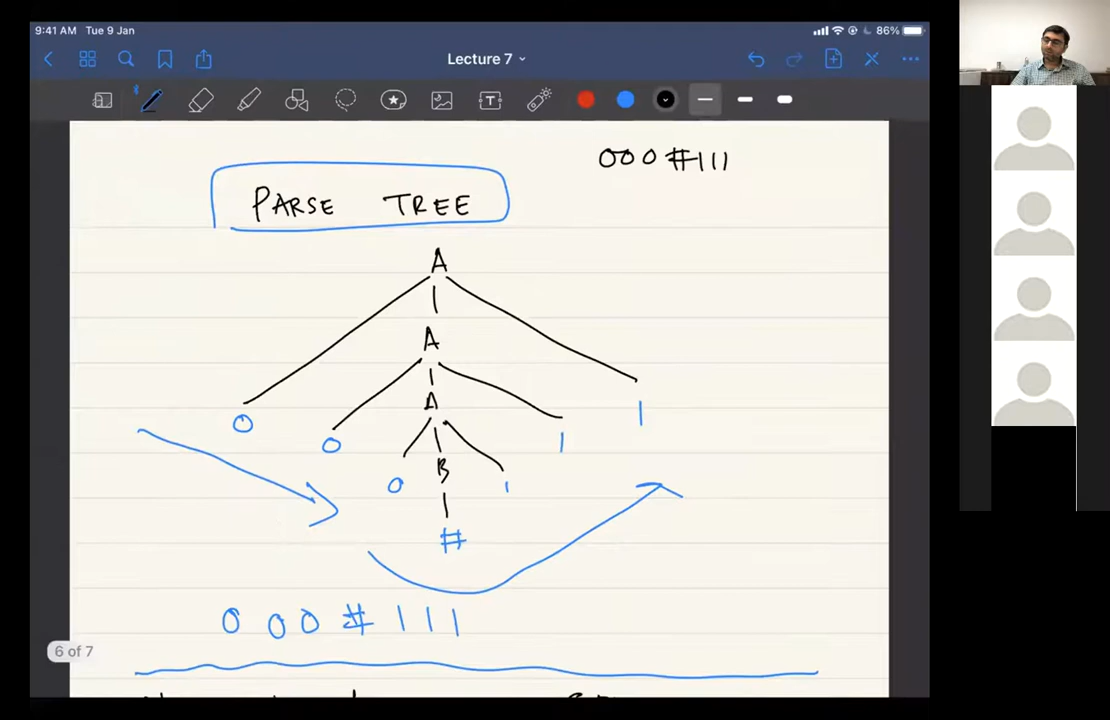 9:41 AM Tue 9 Jan 86%
Lecture 7
T
000#111
PARSE TREE
A
A
A
0 1
0 1
B
0 1
#
000#111
6 of 7